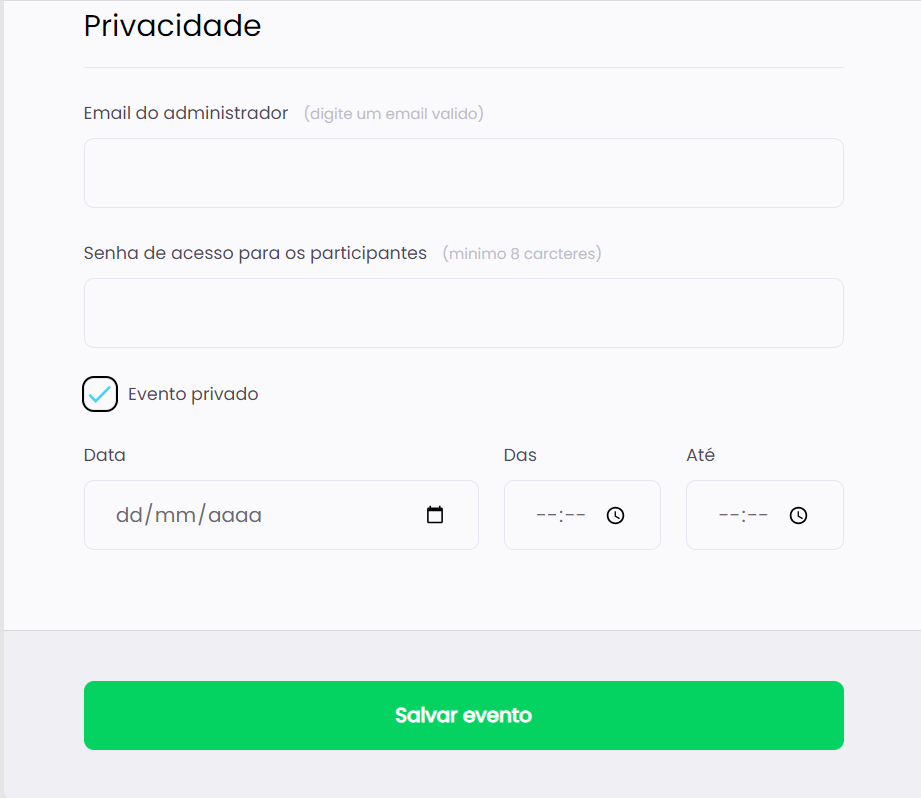 Privacidade
Email do administrador (digite um email valido)
Senha de acesso para os participantes (minimo 8 carcteres)
Evento privado
Data Das Até
dd/mm/aaaa --:-- --:--
Salvar evento